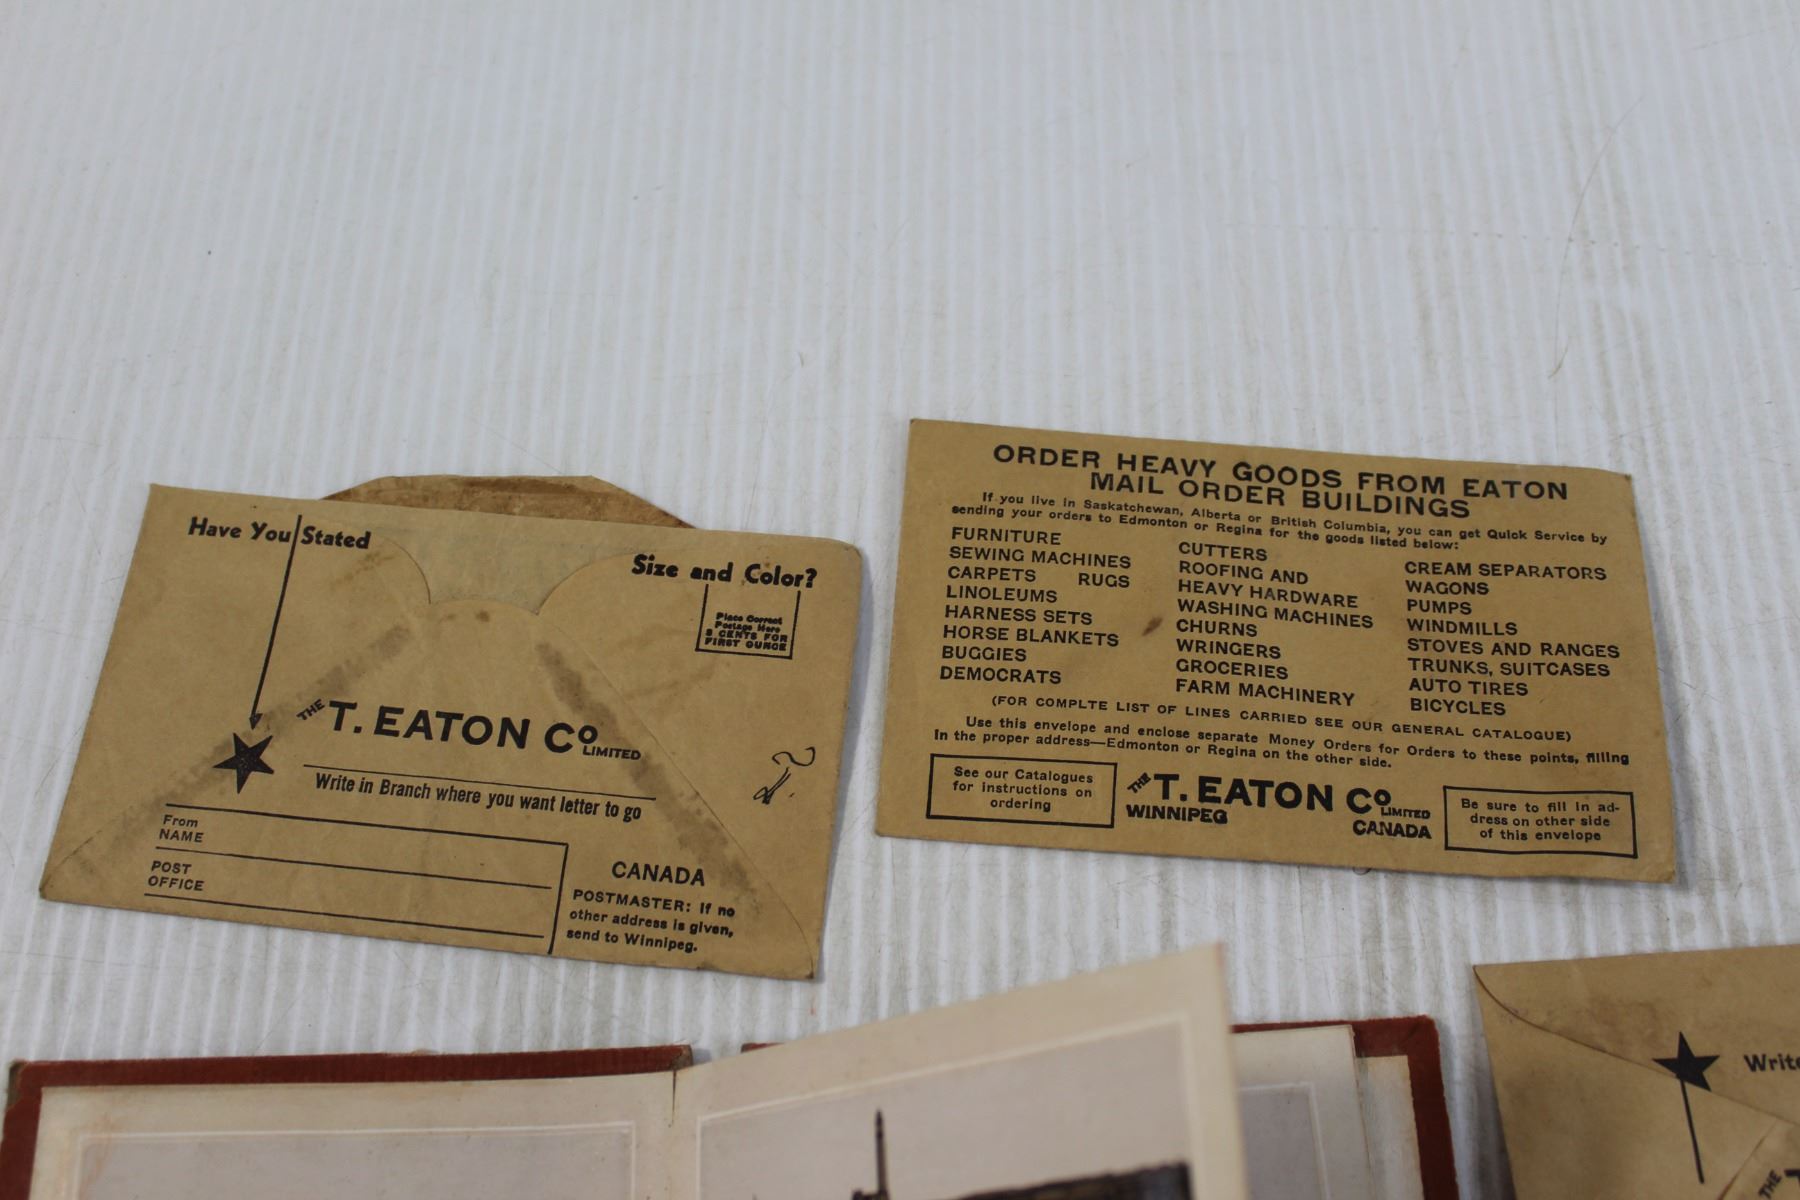 Have You Stated
Size and Color?
Place Correct
Postage Here
3 CENTS FOR
FIRST OUNCE
THE T. EATON Co LIMITED
Write in Branch where you want letter to go
From
NAME
POST
OFFICE
CANADA
POSTMASTER: If no
other address is given,
send to Winnipeg.
ORDER HEAVY GOODS FROM EATON
MAIL ORDER BUILDINGS
If you live in Saskatchewan, Alberta or British Columbia, you can get Quick Service by
sending your orders to Edmonton or Regina for the goods listed below:
FURNITURE
SEWING MACHINES
CARPETS RUGS
LINOLEUMS
HARNESS SETS
HORSE BLANKETS
BUGGIES
DEMOCRATS
CUTTERS
ROOFING AND
HEAVY HARDWARE
WASHING MACHINES
CHURNS
WRINGERS
GROCERIES
FARM MACHINERY
CREAM SEPARATORS
WAGONS
PUMPS
WINDMILLS
STOVES AND RANGES
TRUNKS, SUITCASES
AUTO TIRES
BICYCLES
(FOR COMPLTE LIST OF LINES CARRIED SEE OUR GENERAL CATALOGUE)
Use this envelope and enclose separate Money Orders for Orders to these points, filling
in the proper address—Edmonton or Regina on the other side.
See our Catalogues
for instructions on
ordering
THE T. EATON Co LIMITED
WINNIPEG CANADA
Be sure to fill in ad-
dress on other side
of this envelope
Write
THE T